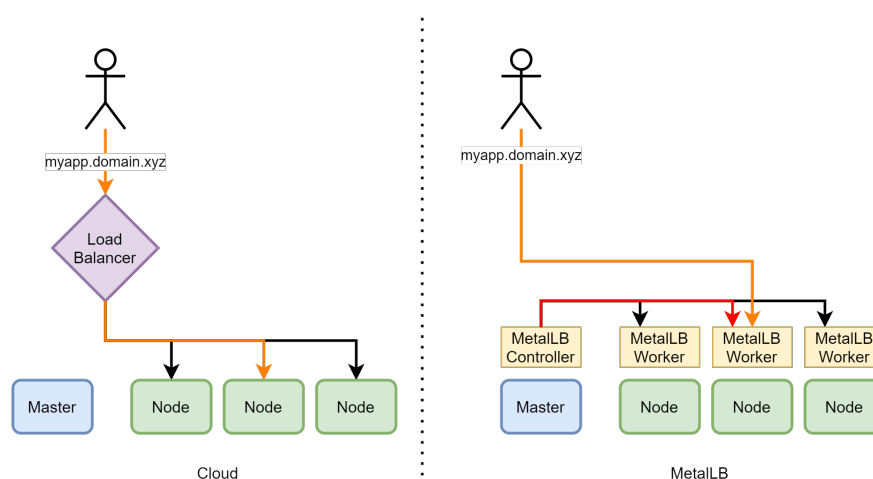 myapp.domain.xyz
Load
Balancer
Master
Node
Node
Node
Cloud
myapp.domain.xyz
MetalLB
Controller
MetalLB
Worker
MetalLB
Worker
MetalLB
Worker
Master
Node
Node
Node
MetalLB